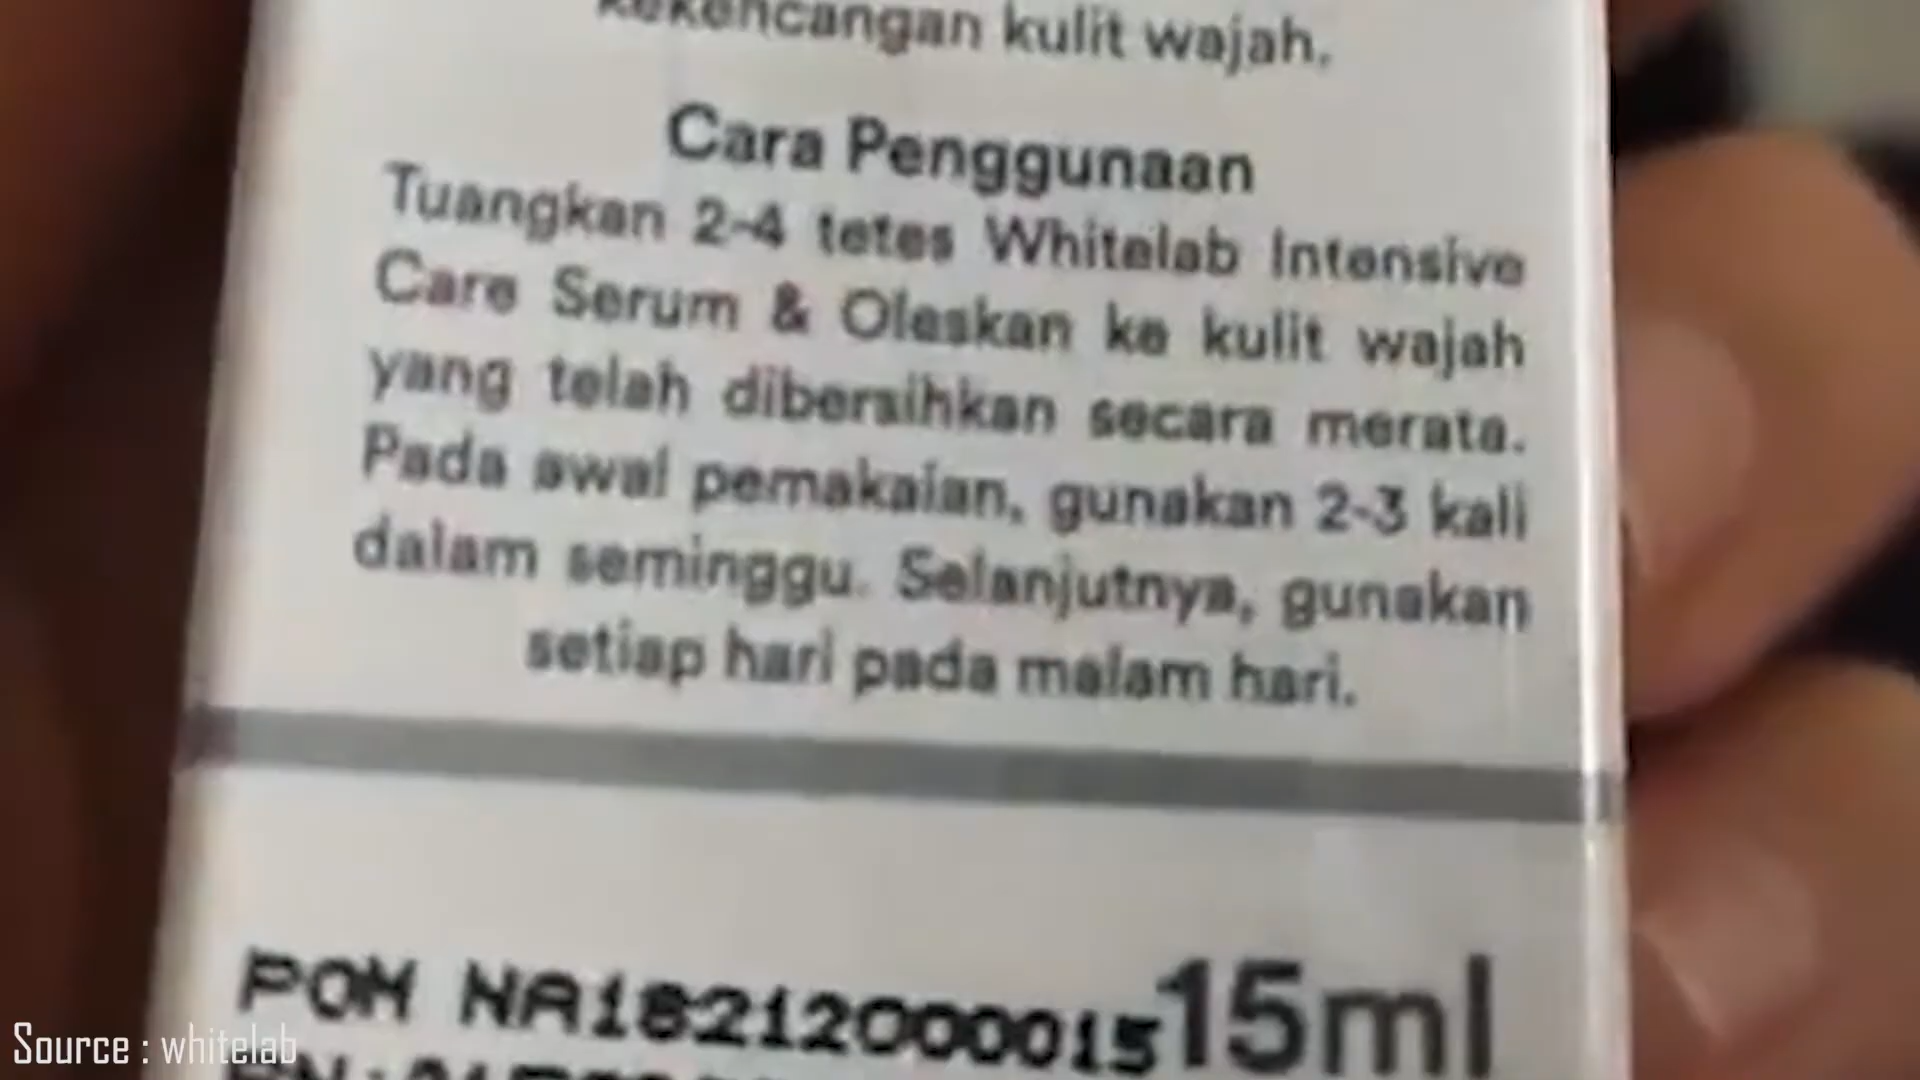 kekencangan kulit wajah.
Cara Penggunaan
Tuangkan 2-4 tetes Whitelab Intensive
Care Serum & Oleskan ke kulit wajah
yang telah dibersihkan secara merata.
Pada awal pemakaian, gunakan 2-3 kali
dalam seminggu. Selanjutnya, gunakan
setiap hari pada malam hari.
POM NA18212000015
15ml
Source : whitelab